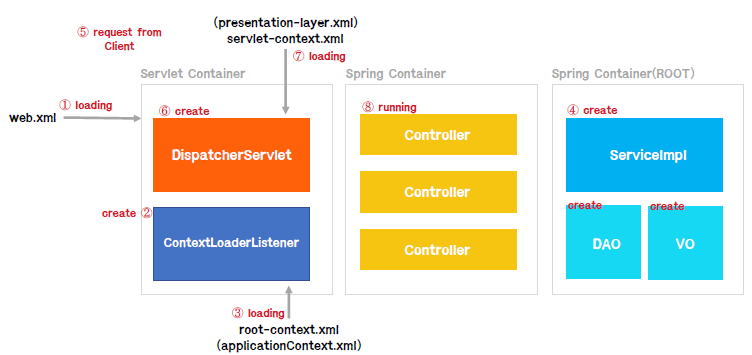 ⑤ request from
Client
(presentation-layer.xml)
servlet-context.xml
⑦ loading
Servlet Container
Spring Container
Spring Container(ROOT)
① loading
web.xml
⑥ create
DispatcherServlet
⑧ running
Controller
Controller
Controller
④ create
ServiceImpl
create ②
ContextLoaderListener
create
DAO
create
VO
③ loading
root-context.xml
(applicationContext.xml)